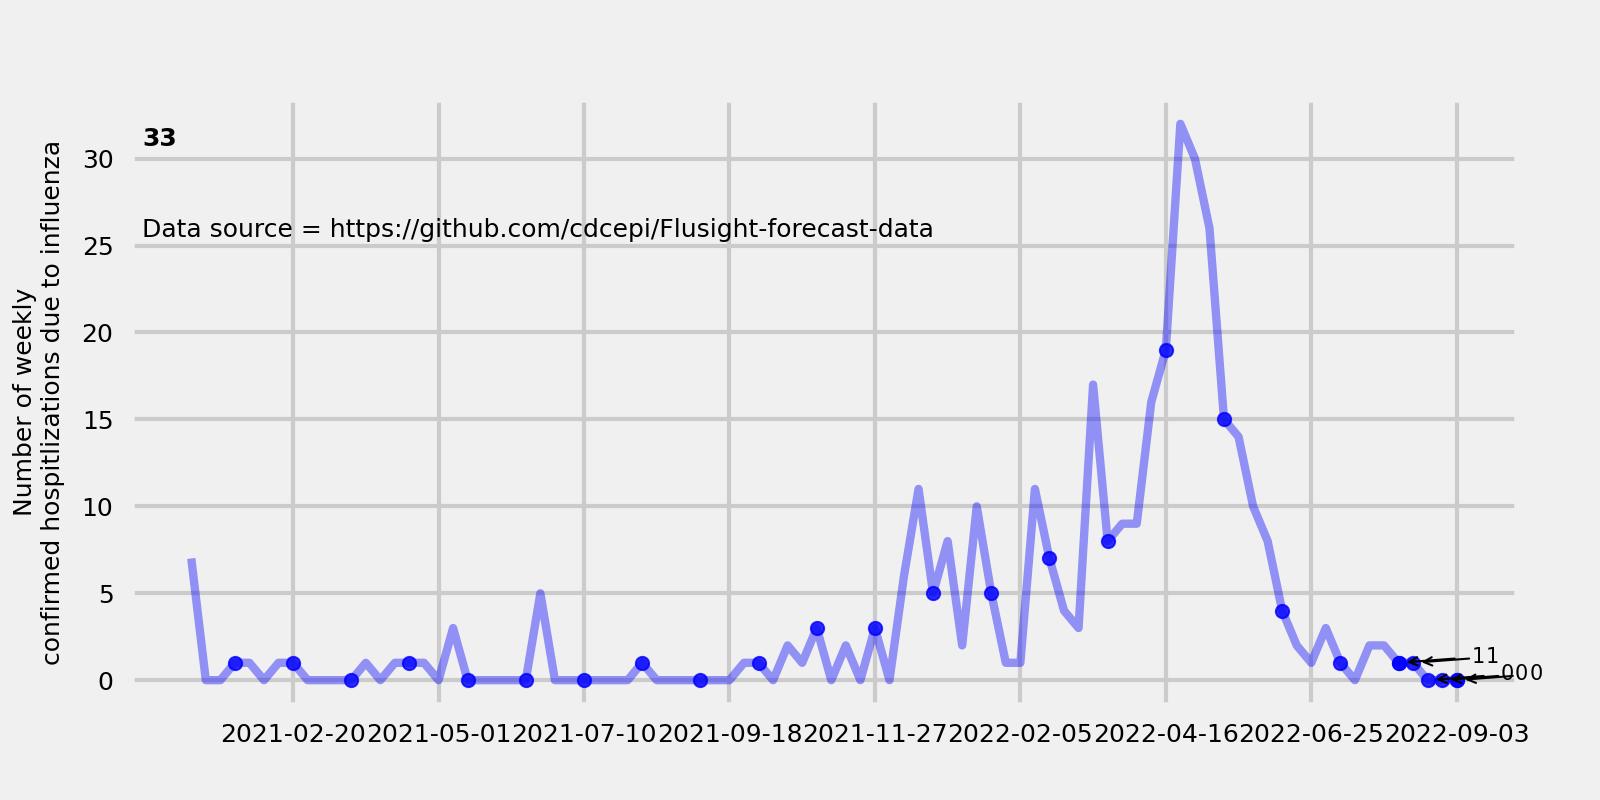 33
Data source = https://github.com/cdcepi/Flusight-forecast-data
Number of weekly
confirmed hospitlizations due to influenza
30
25
20
15
10
5
0
11
000
2021-02-20 2021-05-01 2021-07-10 2021-09-18 2021-11-27 2022-02-05 2022-04-16 2022-06-25 2022-09-03